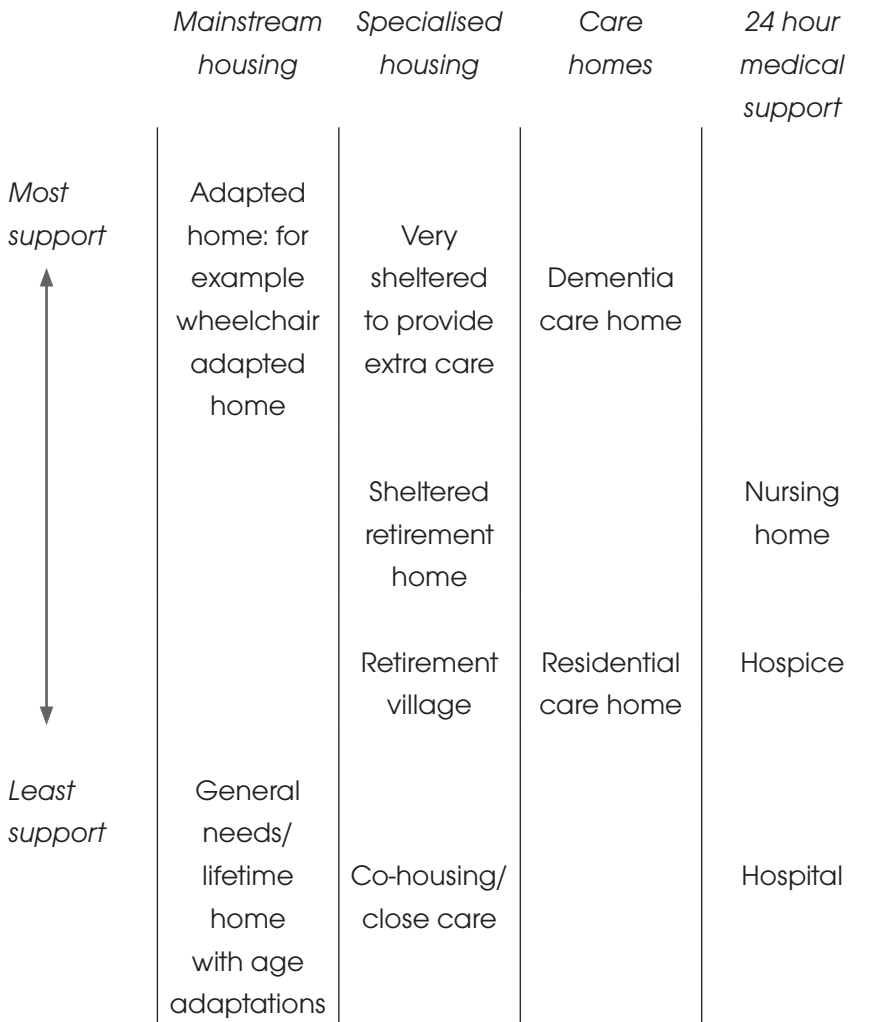 Mainstream
housing
Specialised
housing
Care
homes
24 hour
medical
support
Most
support
Adapted
home: for
example
wheelchair
adapted
home
Very
sheltered
to provide
extra care
Dementia
care home
Sheltered
retirement
home
Nursing
home
Retirement
village
Residential
care home
Hospice
Least
support
General
needs/
lifetime
home
with age
adaptations
Co-housing/
close care
Hospital